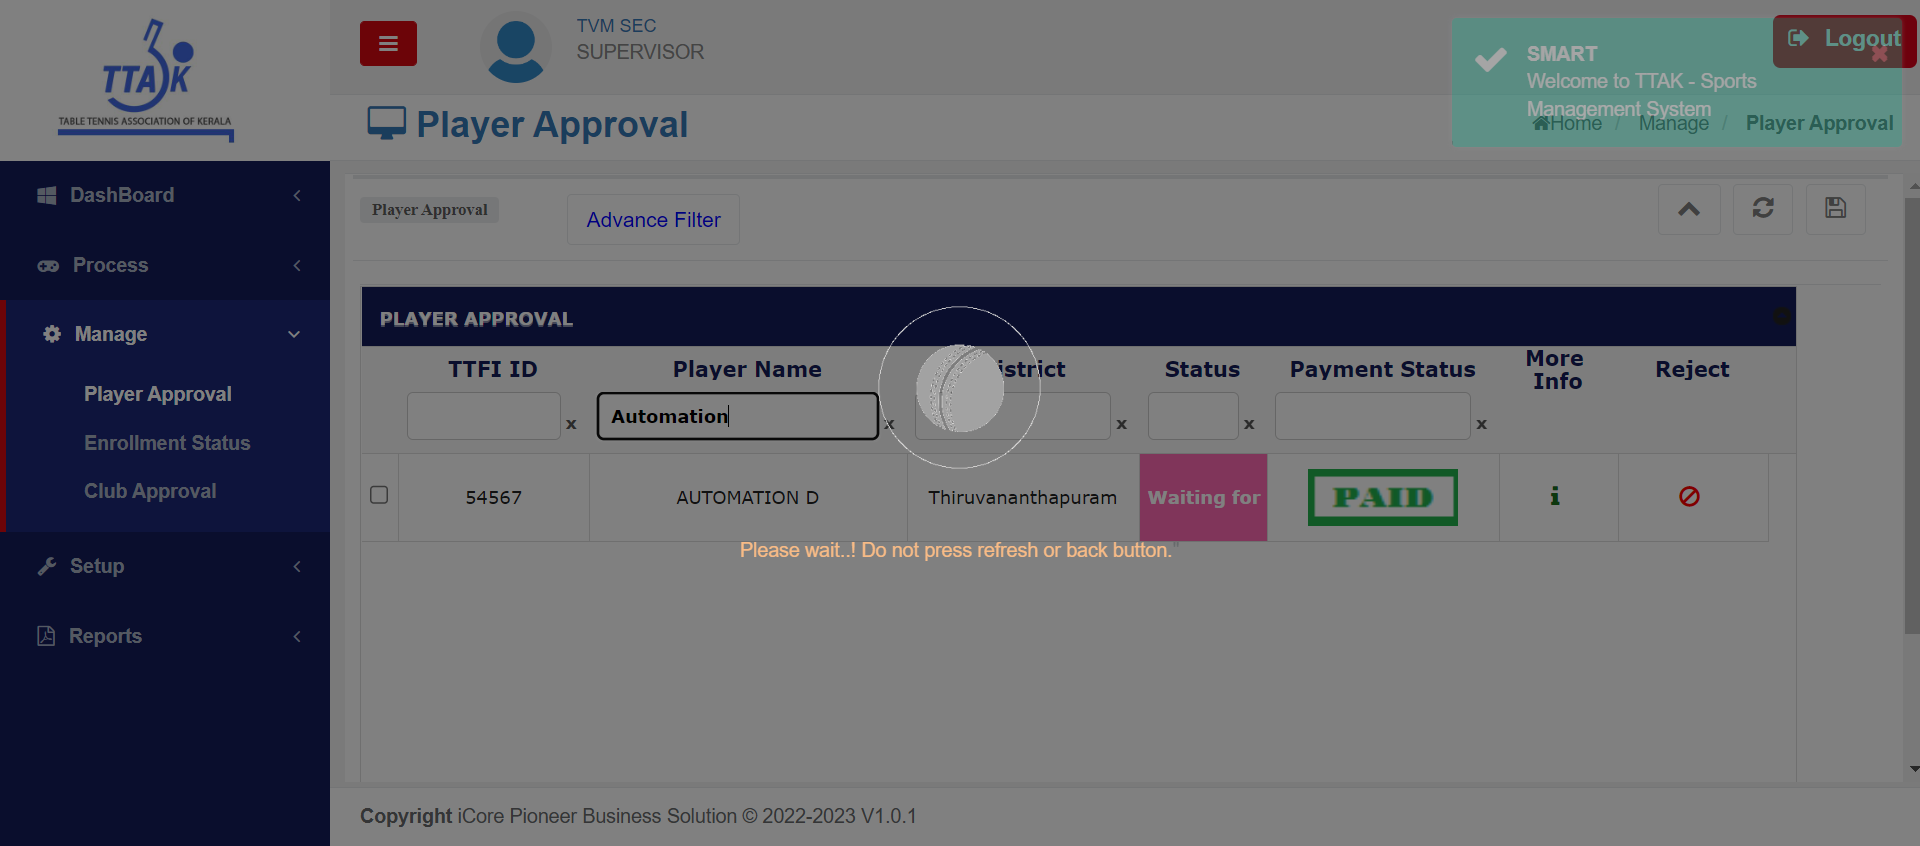 TTAK
TABLE TENNIS ASSOCIATION OF KERALA
TVM SEC
SUPERVISOR
SMART
Welcome to TTAK - Sports
Management System
Logout
Player Approval
Home / Manage / Player Approval
DashBoard
Process
Manage
Player Approval
Enrollment Status
Club Approval
Setup
Reports
Player Approval
Advance Filter
PLAYER APPROVAL
TTFI ID
Player Name
istrict
Status
Payment Status
More
Info
Reject
x
Automation
x
x
x
x
54567
AUTOMATION D
Thiruvananthapuram
Waiting for
PAID
Please wait..! Do not press refresh or back button."
Copyright iCore Pioneer Business Solution © 2022-2023 V1.0.1